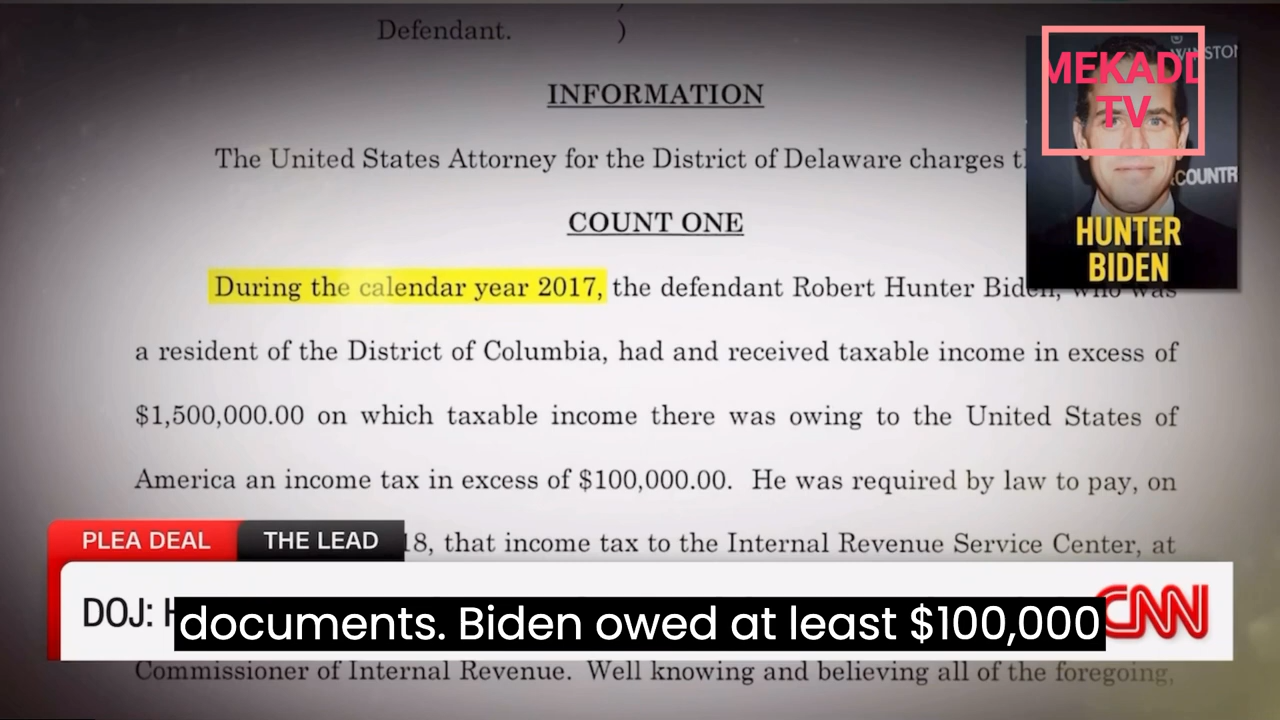 Defendant. )
INFORMATION
The United States Attorney for the District of Delaware charges
COUNT ONE
During the calendar year 2017, the defendant Robert Hunter Biden, who was
a resident of the District of Columbia, had and received taxable income in excess of
$1,500,000.00 on which taxable income there was owing to the United States of
America an income tax in excess of $100,000.00. He was required by law to pay, on
18, that income tax to the Internal Revenue Service Center, at
Commissioner of Internal Revenue. Well knowing and believing all of the foregoing,
WINSTON
MEKADD
TV
COUNTR
HUNTER
BIDEN
PLEA DEAL
THE LEAD
DOJ: H
documents. Biden owed at least $100,000
CNN